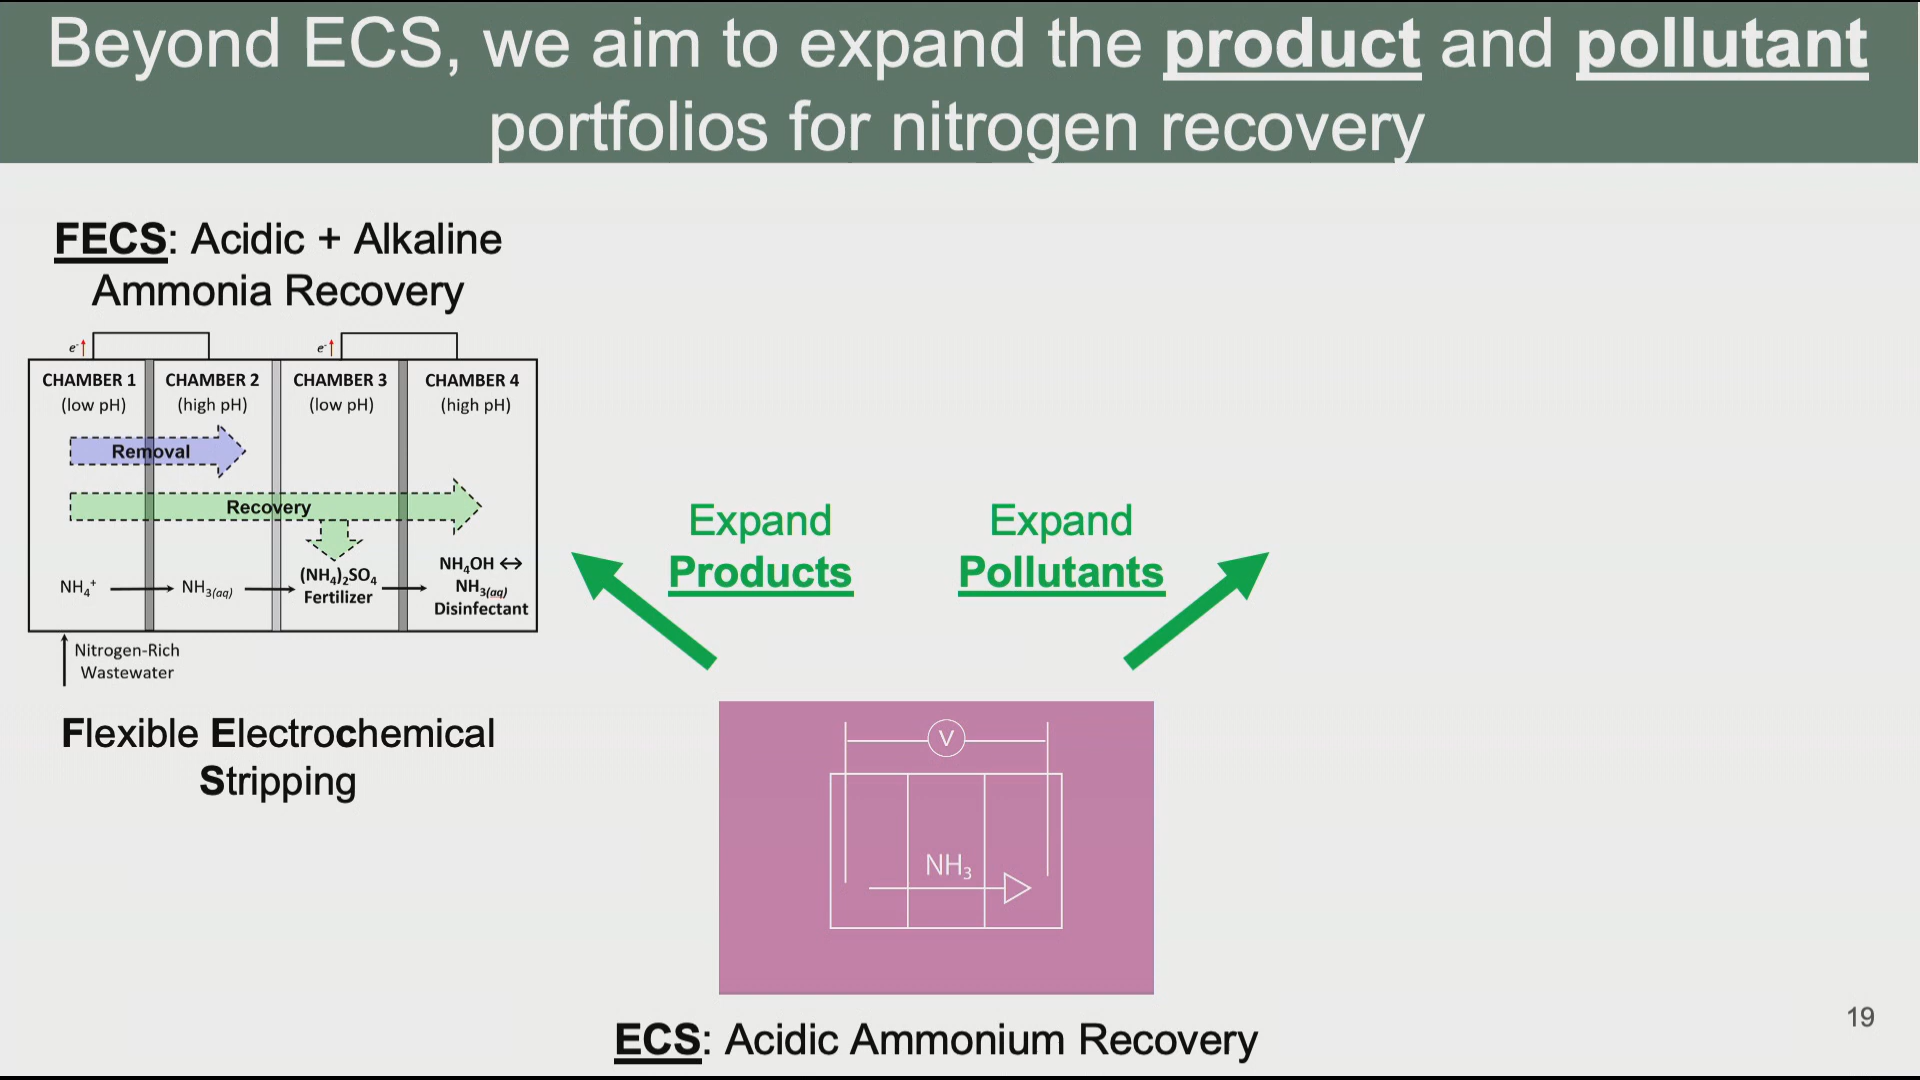 Beyond ECS, we aim to expand the product and pollutant
portfolios for nitrogen recovery
FECS: Acidic + Alkaline
Ammonia Recovery
e⁻ e⁻
CHAMBER 1 CHAMBER 2 CHAMBER 3 CHAMBER 4
(low pH) (high pH) (low pH) (high pH)
Removal
Recovery
NH₄⁺
NH₃(aq)
(NH₄)₂SO₄
Fertilizer
NH₄OH ↔
NH₃(aq)
Disinfectant
Nitrogen-Rich
Wastewater
Flexible Electrochemical
Stripping
Expand
Products
Expand
Pollutants
V
NH₃
ECS: Acidic Ammonium Recovery
19